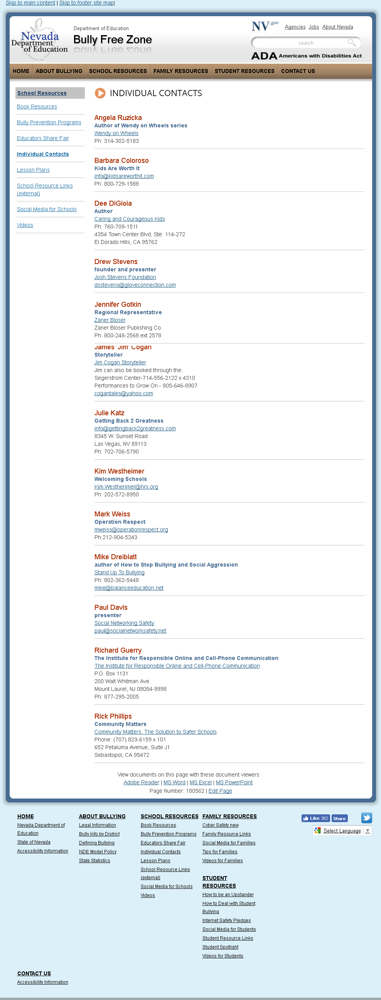 Skip to main content | Skip to footer site map|
Nevada
Department
of Education
Department of Education
Bully Free Zone
NV.gov
Agencies Jobs About Nevada
search
ADA Americans with Disabilities Act
HOME ABOUT BULLYING SCHOOL RESOURCES FAMILY RESOURCES STUDENT RESOURCES CONTACT US
School Resources
Book Resources
Bully Prevention Programs
Educators Share Fair
Individual Contacts
Lesson Plans
School Resource Links
(external)
Social Media for Schools
Videos
INDIVIDUAL CONTACTS
Angela Ruzicka
Author of Wendy on Wheels series
Wendy on Wheels
Ph: 314-302-5183
Barbara Coloroso
Kids Are Worth It
info@kidsareworthit.com
Ph: 800-729-1588
Dee DiGioia
Author
Caring and Courageous Kids
Ph: 760-709-1511
4354 Town Center Blvd, Ste. 114-272
El Dorado Hills, CA 95762
Drew Stevens
founder and presenter
Josh Stevens Foundation
dsstevens@gloveconnection.com
Jennifer Gotkin
Regional Representative
Zaner Bloser
Zaner Bloser Publishing Co.
Ph: 800-248-2568 ext 2578
James 'Jim' Cogan
Storyteller
Jim Cogan Storyteller
Jim can also be booked through the:
Segerstrom Center-714-556-2122 x 4310
Performances to Grow On - 805-646-8907
cogantales@yahoo.com
Julie Katz
Getting Back 2 Greatness
info@gettingback2greatness.com
8345 W. Sunset Road
Las Vegas, NV 89113
Ph: 702-706-5790
Kim Westheimer
Welcoming Schools
Kim.Westherimer@hrs.org
Ph: 202-572-8950
Mark Weiss
Operation Respect
mweiss@operationrespect.org
Ph:212-904-5243
Mike Dreiblatt
author of How to Stop Bullying and Social Aggression
Stand Up To Bullying
Ph: 802-362-5448
mike@balanceeducation.net
Paul Davis
presenter
Social Networking Safety
paul@socialnetworksafety.net
Richard Guerry
The Institute for Responsible Online and Cell-Phone Communication
The Institute for Responsible Online and Cell-Phone Communication
P.O. Box 1131
200 Walt Whitman Ave.
Mount Laurel, NJ 08054-9998
Ph: 877-295-2005
Rick Phillips
Community Matters
Community Matters: The Solution to Safer Schools
Phone: (707) 823-6159 x 101
652 Petaluma Avenue, Suite J1
Sebastopol, CA 95472
View documents on this page with these document viewers:
Adobe Reader | MS Word | MS Excel | MS PowerPoint
Page Number: 180562 | Edit Page
HOME
Nevada Department of
Education
State of Nevada
Accessibility Information
ABOUT BULLYING
Legal Information
Bully Info by District
Defining Bullying
NDE Model Policy
State Statistics
SCHOOL RESOURCES
Book Resources
Bully Prevention Programs
Educators Share Fair
Individual Contacts
Lesson Plans
School Resource Links
(external)
Social Media for Schools
Videos
FAMILY RESOURCES
Cyber Safety new
Family Resource Links
Social Media for Families
Tips for Families
Videos for Families
STUDENT
RESOURCES
How to be an Upstander
How to Deal with Student
Bullying
Internet Safety Pledges
Social Media for Students
Student Resource Links
Student Spotlight
Videos for Students
Like 362 Share
Select Language ▼
CONTACT US
Accessibility Information